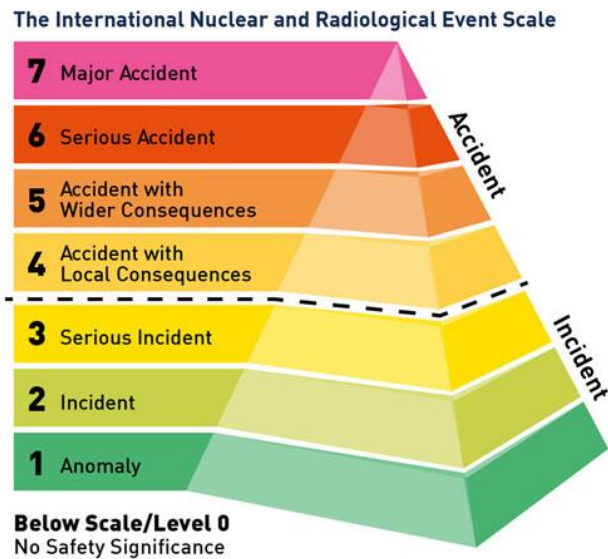 The International Nuclear and Radiological Event Scale
7 Major Accident
6 Serious Accident
5 Accident with
Wider Consequences
4 Accident with
Local Consequences
3 Serious Incident
2 Incident
1 Anomaly
Accident
Incident
Below Scale/Level 0
No Safety Significance